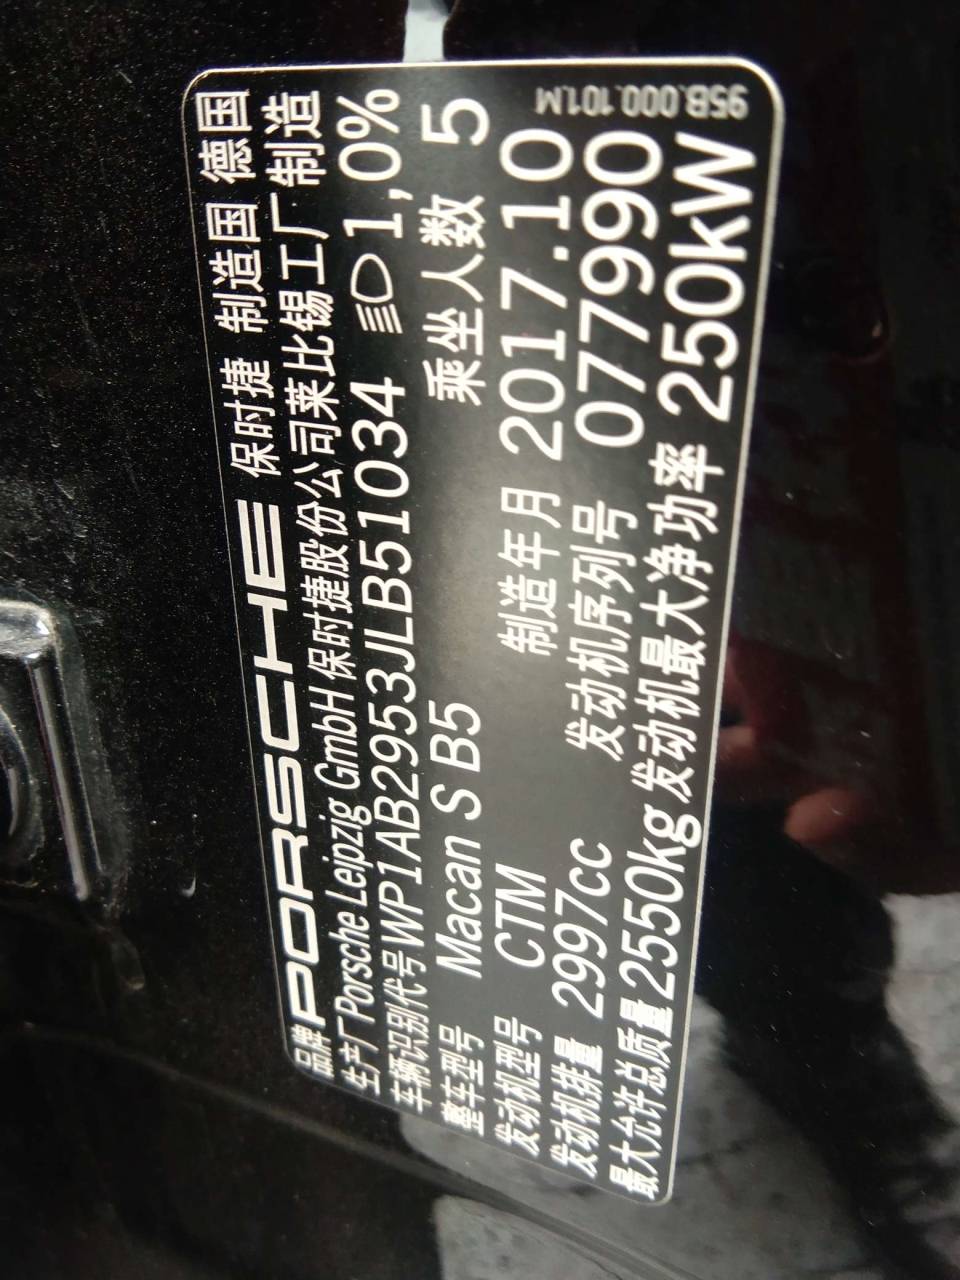 品牌 PORSCHE 保时捷 制造国 德国
生产厂 Porsche Leipzig GmbH 保时捷股份公司莱比锡工厂制造
车辆识别代号 WP1AB2953JLB51034 1,0%
整车型号 Macan S B5 乘坐人数 5
发动机型号 CTM 制造年月 2017.10
发动机排量 2997cc 发动机序列号 077990
最大允许总质量 2550kg 发动机最大净功率 250kW
95B.000.101.M